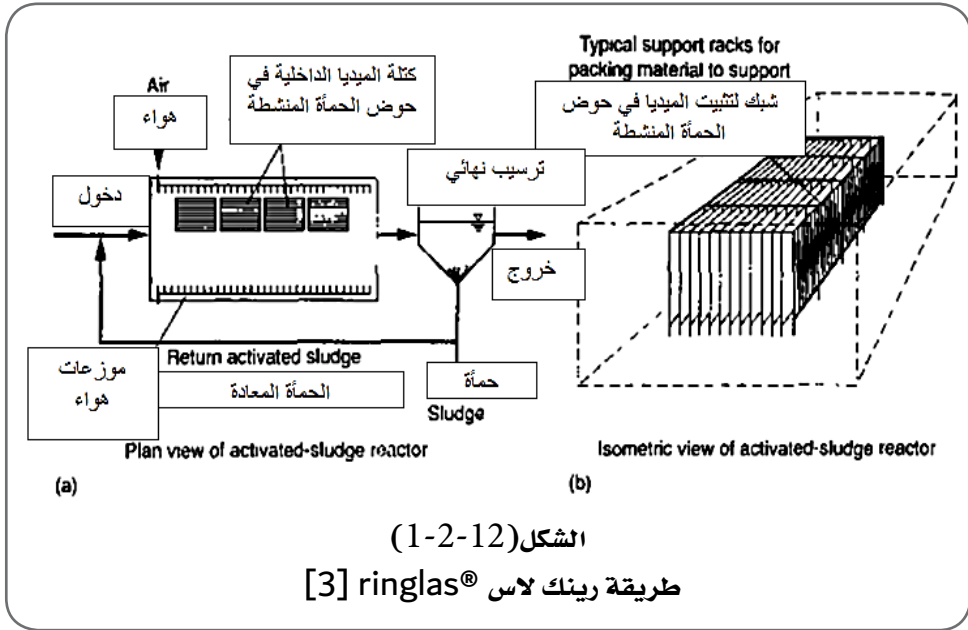 Air
هواء
كتلة الميديا الداخلية في
حوض الحمأة المنشطة
دخول
ترسيب نهائي
خروج
Return activated sludge
موزعات
هواء
الحمأة المعادة
حمأة
Sludge
Plan view of activated-sludge reactor
(a)
Typical support racks for
packing material to support
شبك لتثبيت الميديا في حوض
الحمأة المنشطة
Isometric view of activated-sludge reactor
(b)
الشكل(12-2-1)
طريقة رينك لاس ringlas® [3]